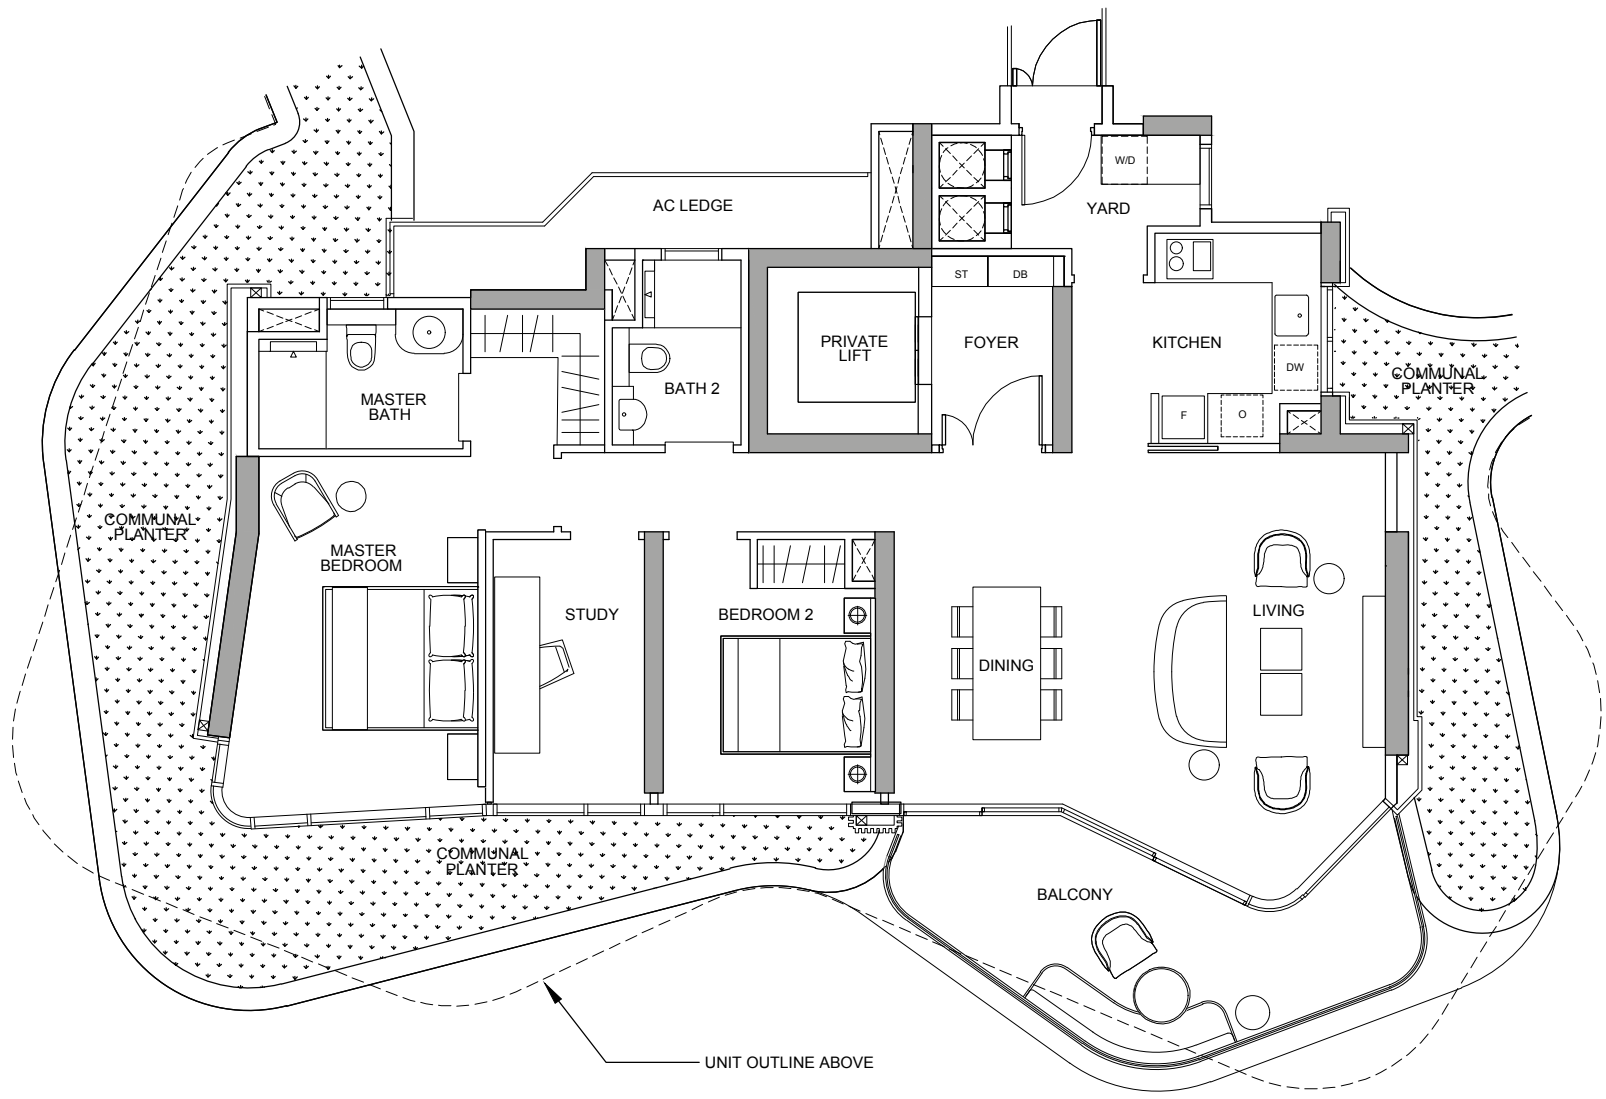 W/D
AC LEDGE
YARD
ST
DB
PRIVATE
LIFT
FOYER
KITCHEN
DW
COMMUNAL
PLANTER
MASTER
BATH
BATH 2
F
O
COMMUNAL
PLANTER
MASTER
BEDROOM
STUDY
BEDROOM 2
LIVING
DINING
COMMUNAL
PLANTER
BALCONY
UNIT OUTLINE ABOVE